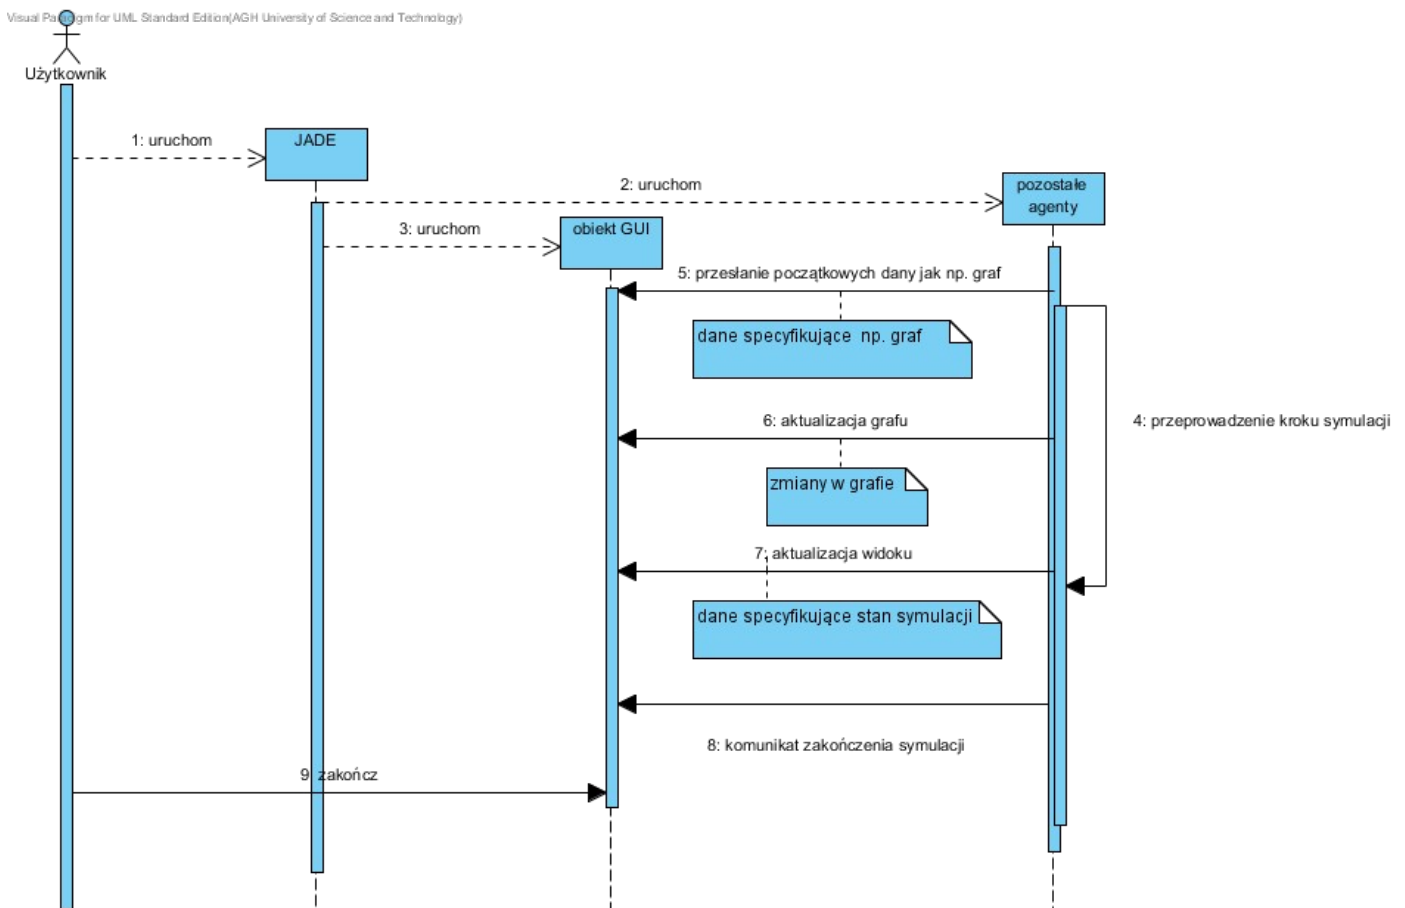 Visual Paradigm for UML Standard Edition(AGH University of Science and Technology)
Użytkownik
1: uruchom
JADE
2: uruchom
pozostałe
agenty
3: uruchom
obiekt GUI
5: przesłanie początkowych dany jak np. graf
dane specyfikujące np. graf
6: aktualizacja grafu
4: przeprowadzenie kroku symulacji
zmiany w grafie
7: aktualizacja widoku
dane specyfikujące stan symulacji
8: komunikat zakończenia symulacji
9: zakończ